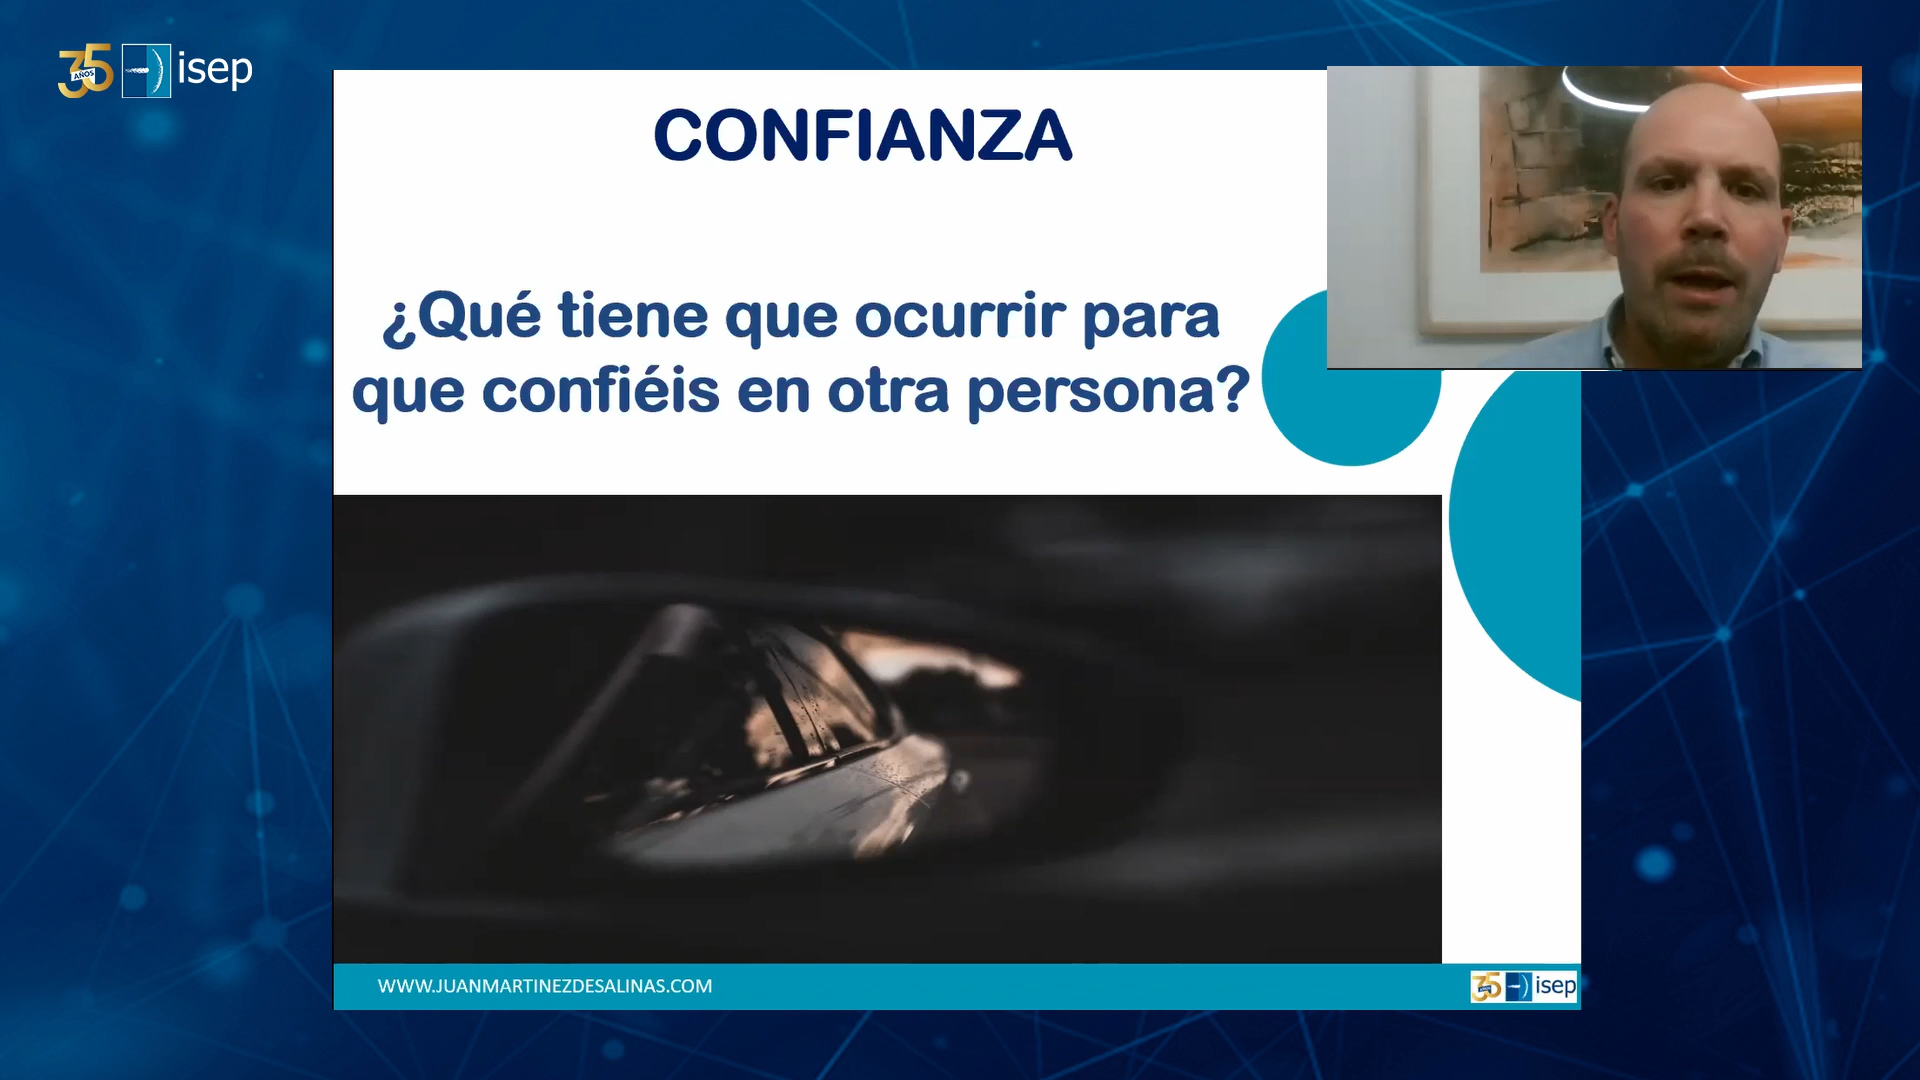 35
AÑOS
isep
CONFIANZA
¿Qué tiene que ocurrir para
que confiéis en otra persona?
WWW.JUANMARTINEZDESALINAS.COM
35
AÑOS
isep